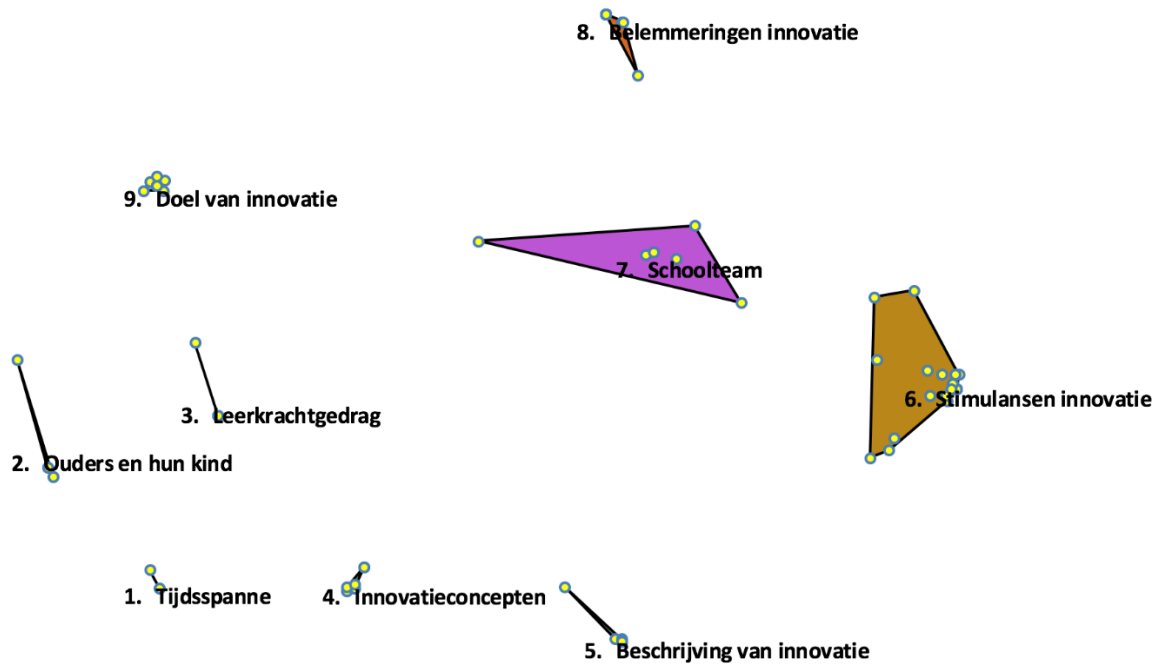 8. Belemmeringen innovatie
9. Doel van innovatie
7. Schoolteam
6. Stimulansen innovatie
3. Leerkrachtgedrag
2. Ouders en hun kind
1. Tijdsspanne
4. Innovatieconcepten
5. Beschrijving van innovatie